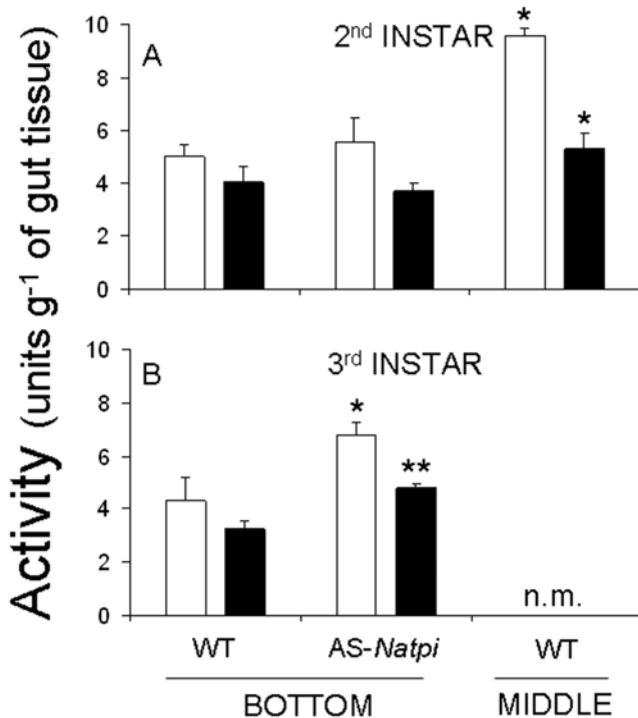 Activity (units g⁻¹ of gut tissue)
10
8
6
4
2
0
A
2ⁿᵈ INSTAR
*
*
10
8
6
4
2
0
B
3ʳᵈ INSTAR
*
**
n.m.
WT AS-Natpi WT
BOTTOM MIDDLE